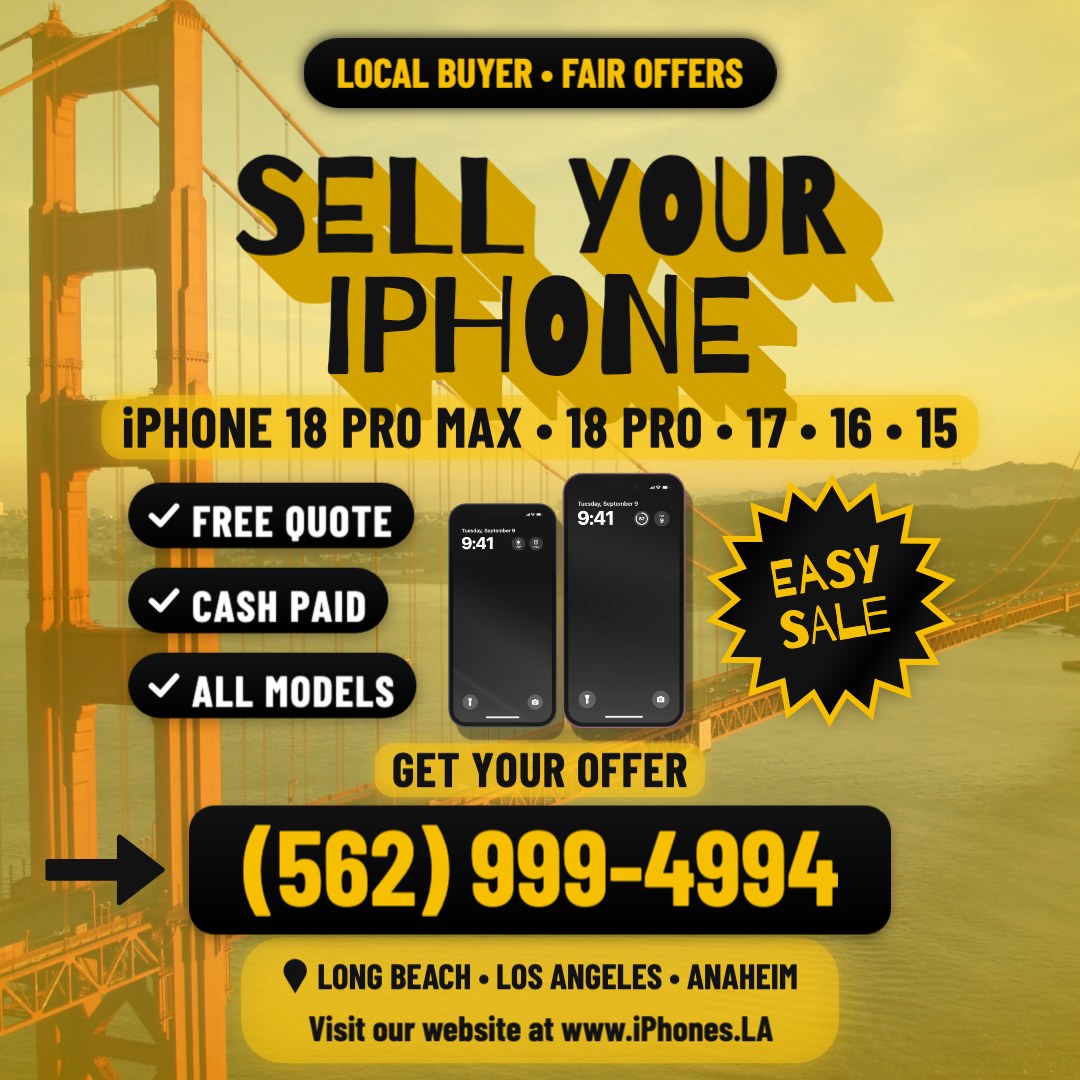 LOCAL BUYER • FAIR OFFERS
SELL YOUR
IPHONE
iPHONE 18 PRO MAX • 18 PRO • 17 • 16 • 15
FREE QUOTE
CASH PAID
ALL MODELS
Tuesday, September 9
9:41
Tuesday, September 9
9:41
EASY
SALE
GET YOUR OFFER
(562) 999-4994
LONG BEACH • LOS ANGELES • ANAHEIM
Visit our website at www.iPhones.LA